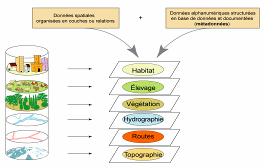 Données spatiales
organisées en couches ou relations
+
Données alphanumériques structurées
en base de données et documentées
(métadonnées)
Habitat
Élevage
Végétation
Hydrographie
Routes
Topographie